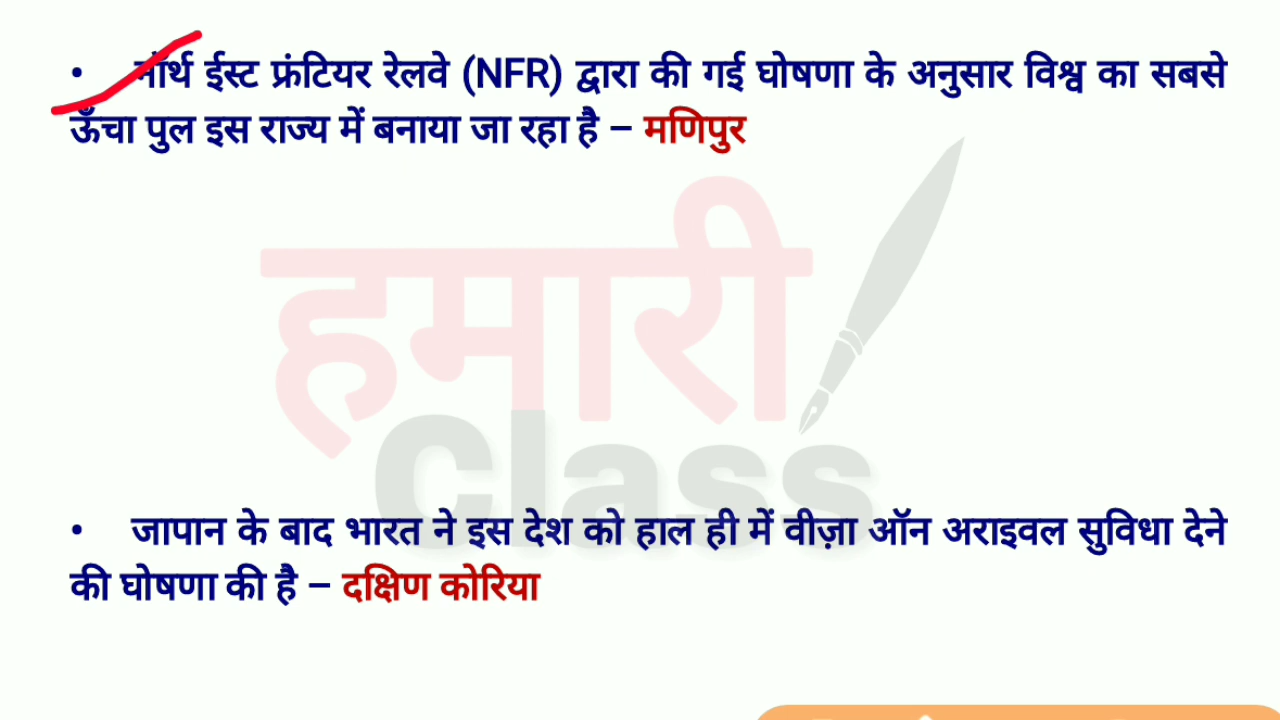 • नॉर्थ ईस्ट फ्रंटियर रेलवे (NFR) द्वारा की गई घोषणा के अनुसार विश्व का सबसे
ऊँचा पुल इस राज्य में बनाया जा रहा है – मणिपुर
हमारी
Class
• जापान के बाद भारत ने इस देश को हाल ही में वीज़ा ऑन अराइवल सुविधा देने
की घोषणा की है – दक्षिण कोरिया